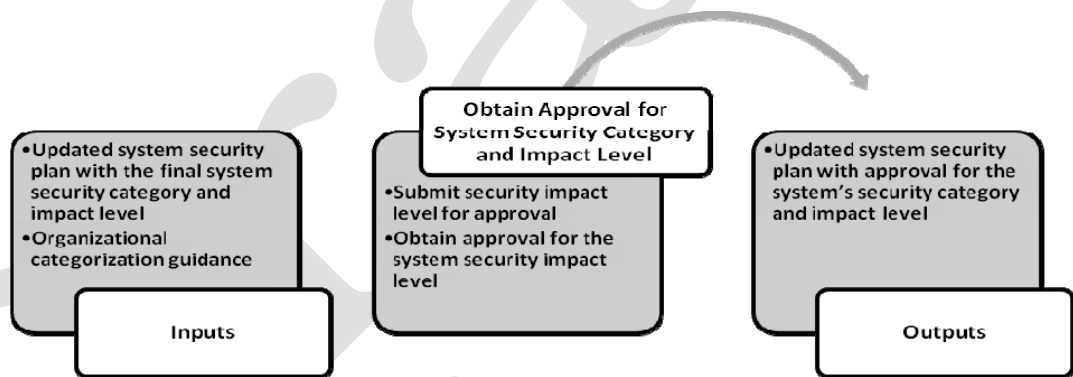 •Updated system security
plan with the final system
security category and
impact level
•Organizational
categorization guidance
Inputs
Obtain Approval for
System Security Category
and Impact Level
•Submit security impact
level for approval
•Obtain approval for the
system security impact
level
•Updated system security
plan with approval for the
system's security category
and impact level
Outputs